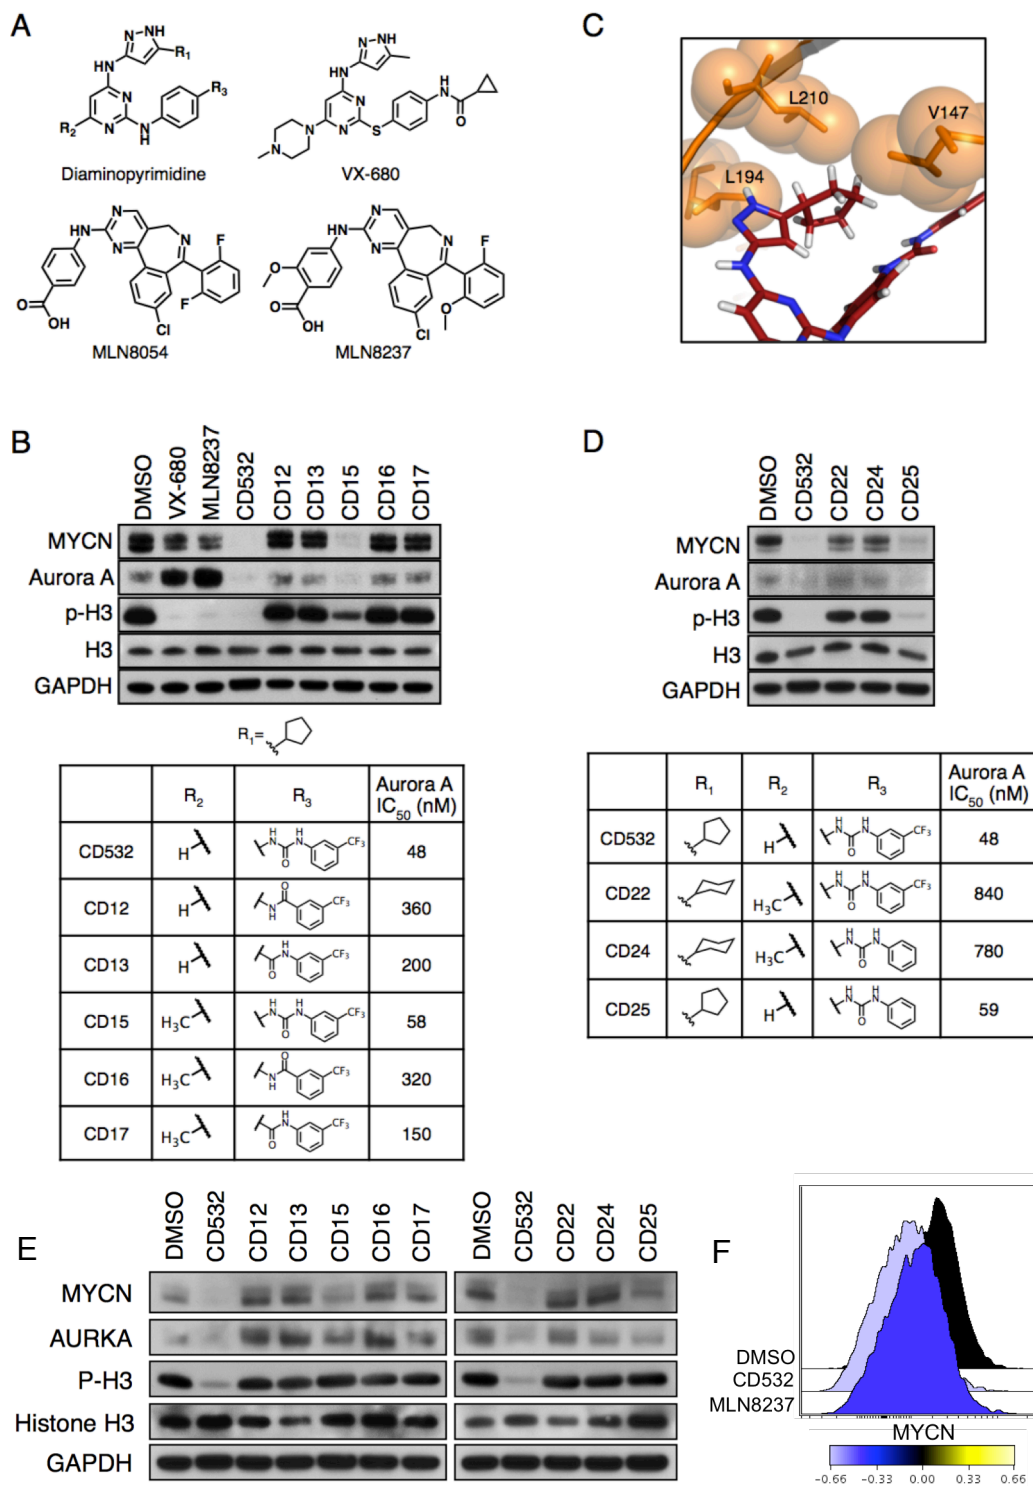 A
N NH
R1
HN
R3
N
R2
N
N
H
Diaminopyrimidine
N NH
HN
H
N
N
O
N
N
S
N
CH3
VX-680
N
N
HN
N
F
F
O
OH
Cl
MLN8054
N
N
HN
N
F
O
O
O
OH
Cl
MLN8237
C
L210
V147
L194
B
DMSO
VX-680
MLN8237
CD532
CD12
CD13
CD15
CD16
CD17
MYCN
Aurora A
p-H3
H3
GAPDH
R1=
R2 R3 Aurora A IC50 (nM)
CD532 H H N H N O CF3 48
CD12 H O N H CF3 360
CD13 H H N O CF3 200
CD15 H3C H N H N O CF3 58
CD16 H3C O N H CF3 320
CD17 H3C H N O CF3 150
D
DMSO
CD532
CD22
CD24
CD25
MYCN
Aurora A
p-H3
H3
GAPDH
R1 R2 R3 Aurora A IC50 (nM)
CD532 H H N H N O CF3 48
CD22 H3C H N H N O CF3 840
CD24 H3C H N H N O 780
CD25 H H N H N O 59
E
DMSO
CD532
CD12
CD13
CD15
CD16
CD17
DMSO
CD532
CD22
CD24
CD25
MYCN
AURKA
P-H3
Histone H3
GAPDH
F
DMSO
CD532
MLN8237
MYCN
-0.66 -0.33 0.00 0.33 0.66